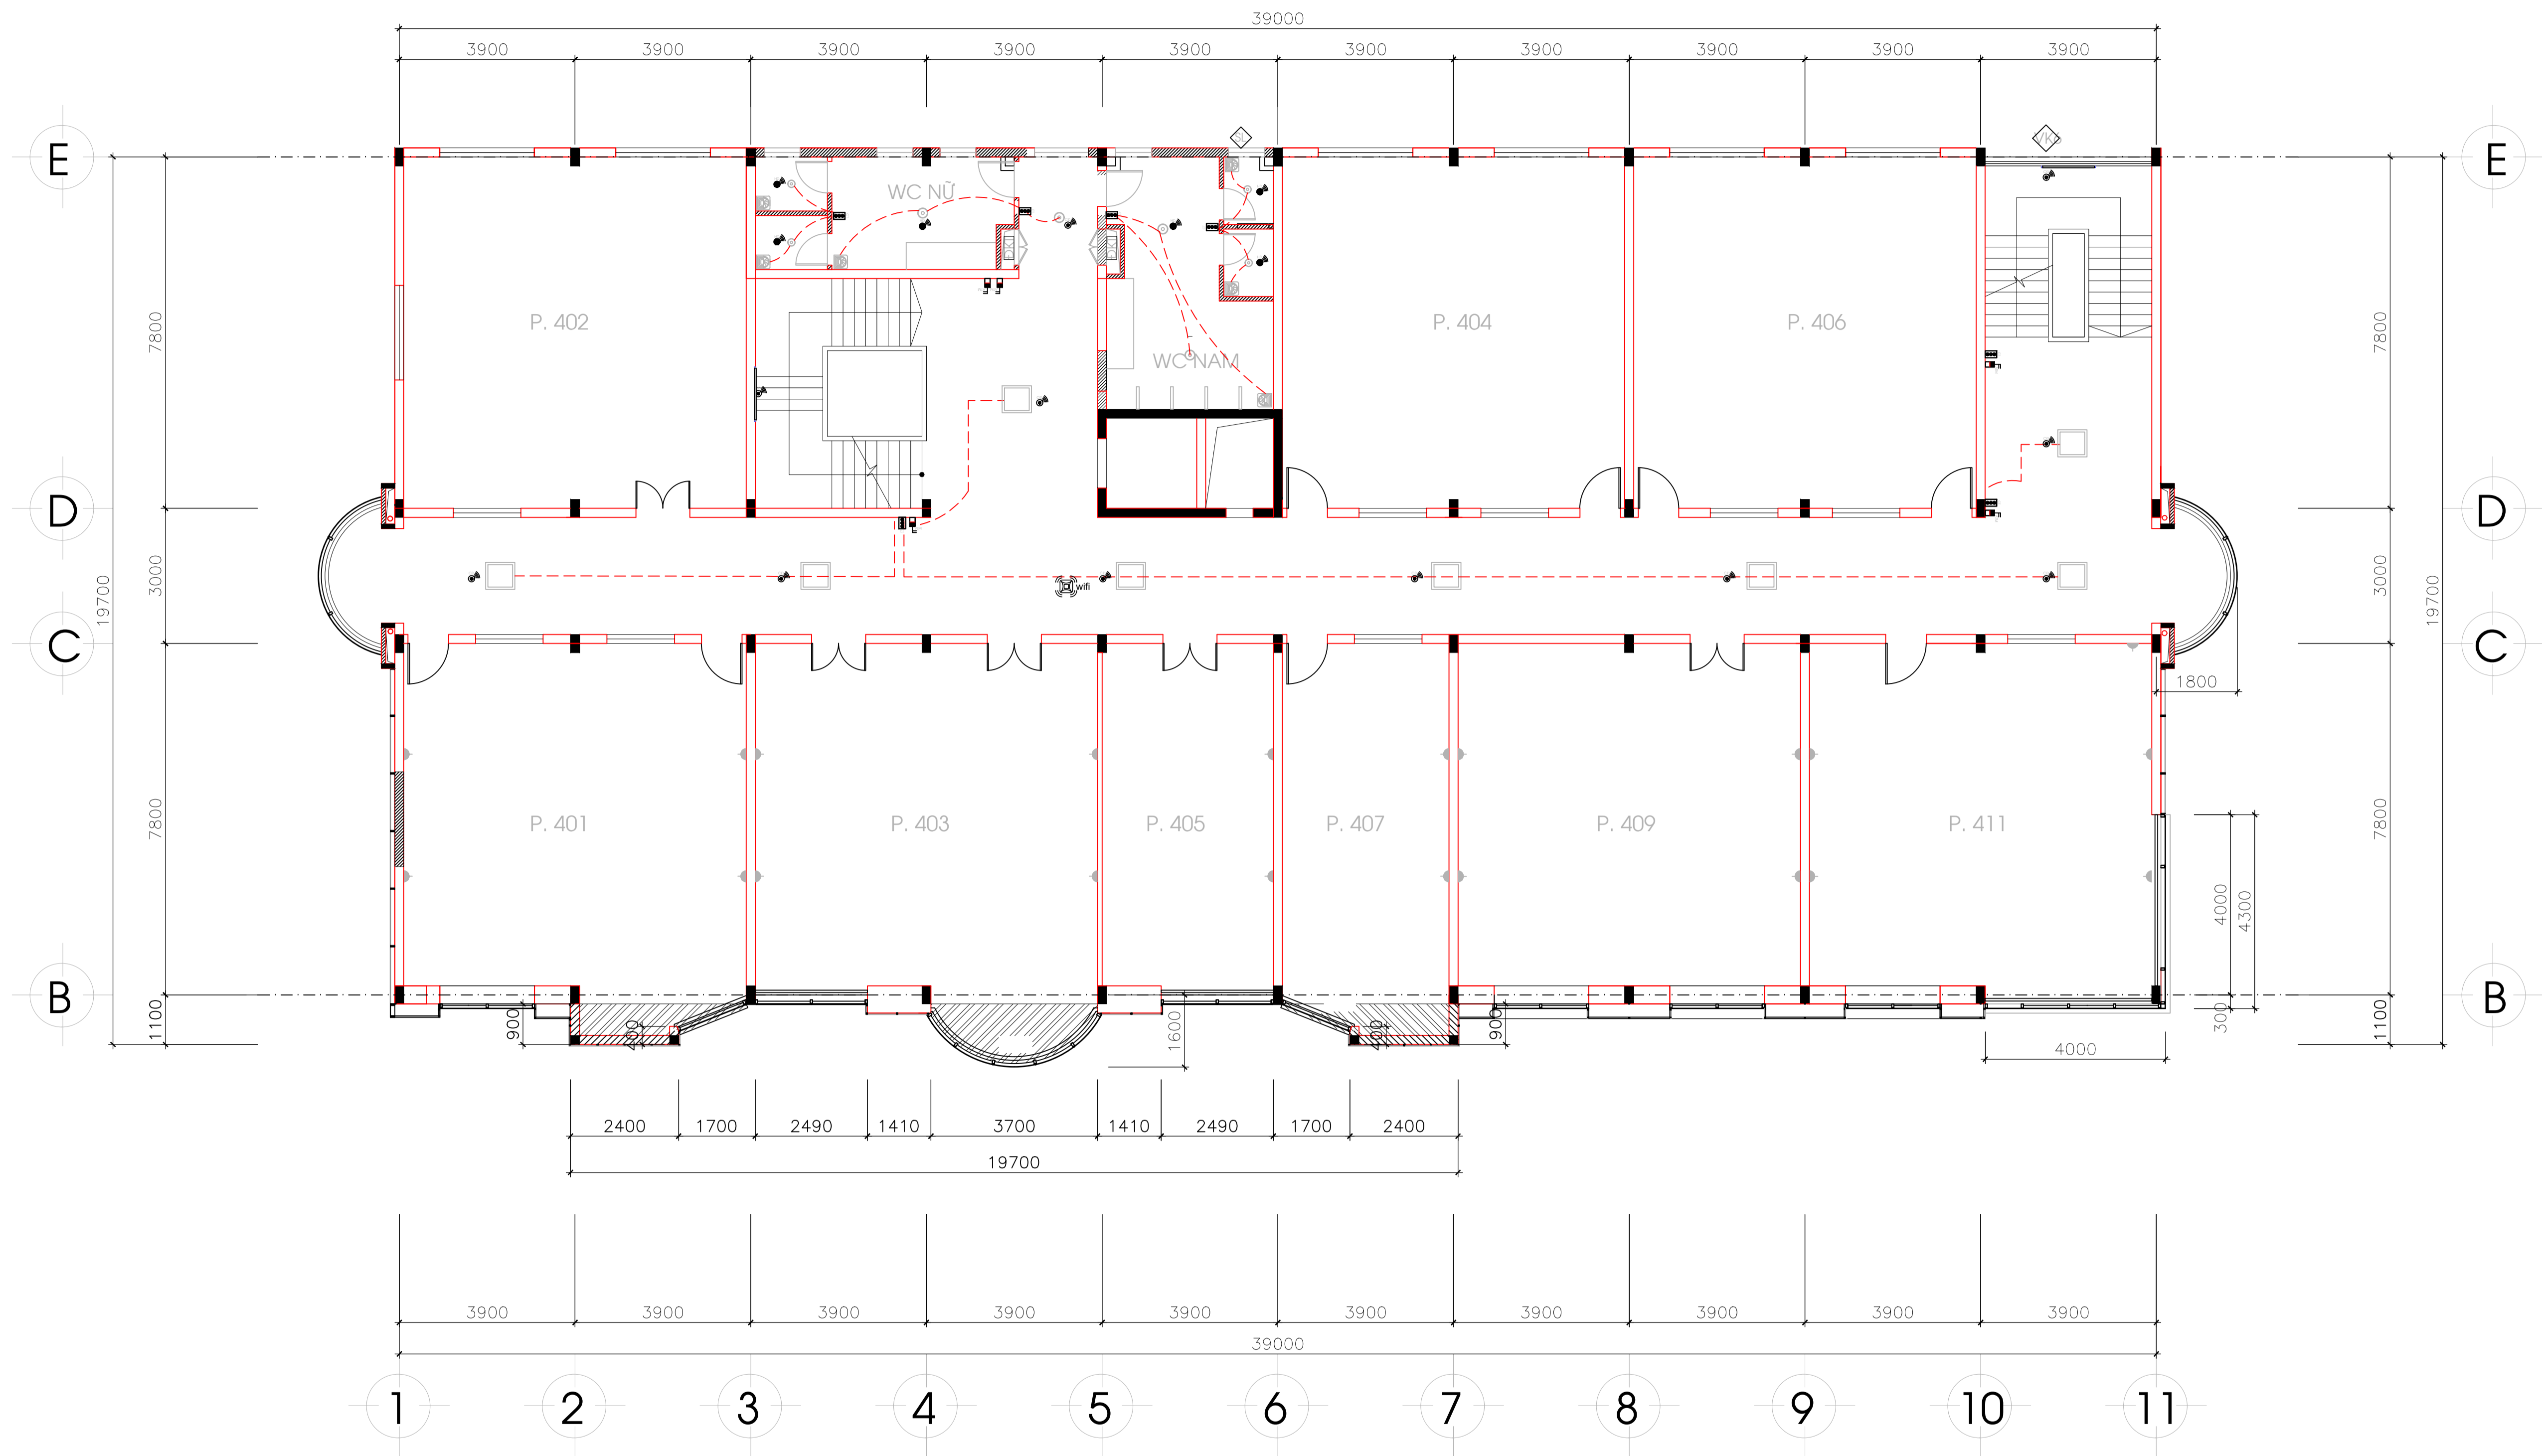 39000
3900 3900 3900 3900 3900 3900 3900 3900 3900 3900
E E
WC NỮ
P. 402 P. 404 P. 406
WC NAM
7800 7800
D D
3000 3000
19700 19700
wifi
C C
1800
P. 401 P. 403 P. 405 P. 407 P. 409 P. 411
7800 7800
4000 4300
B B
1100 900 400 1600 400 900 300 1100
4000
2400 1700 2490 1410 3700 1410 2490 1700 2400
19700
3900 3900 3900 3900 3900 3900 3900 3900 3900 3900
39000
1 2 3 4 5 6 7 8 9 10 11